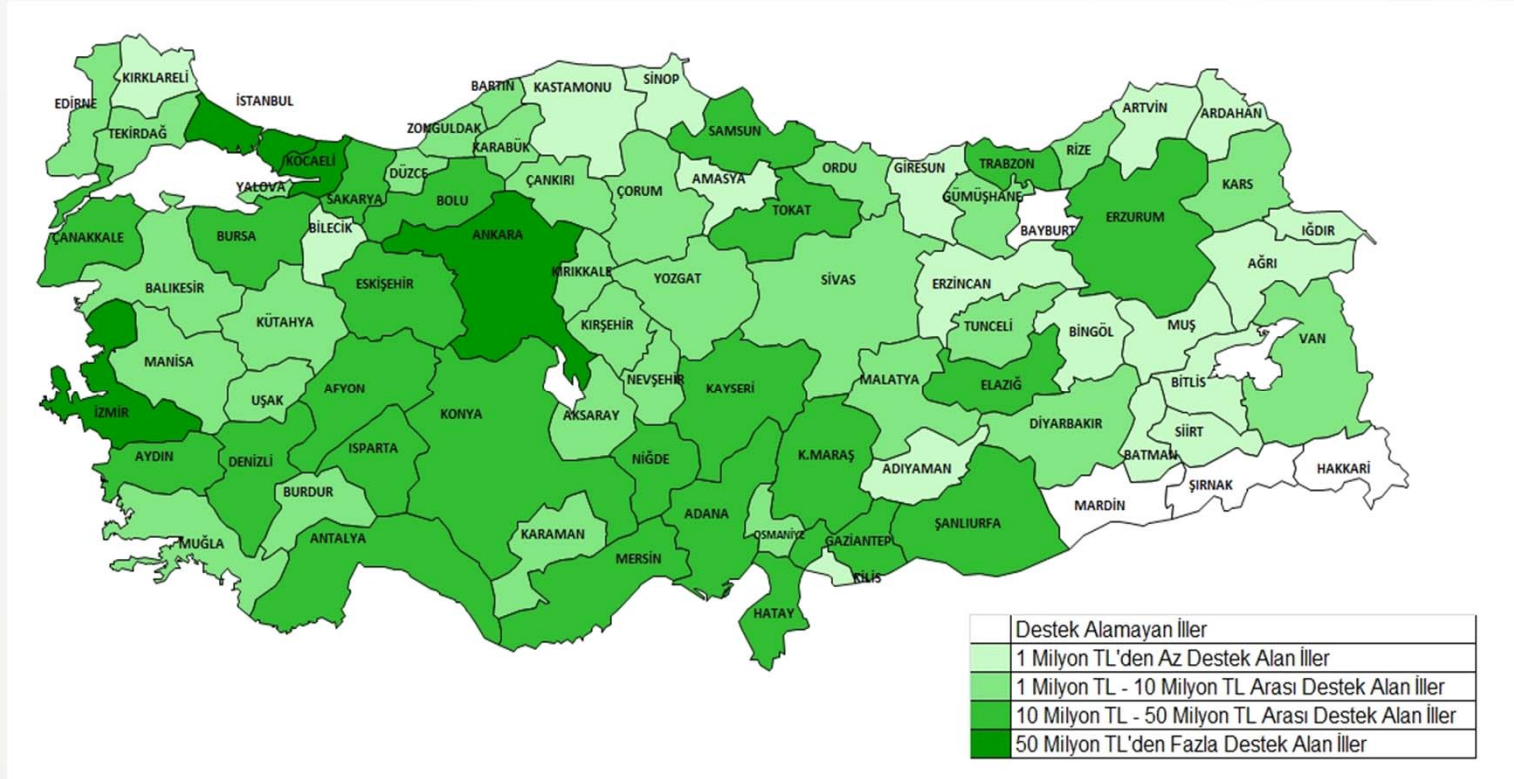 KIRKLARELİ
EDİRNE
TEKİRDAĞ
İSTANBUL
KOCAELİ
YALOVA
SAKARYA
DÜZCE
BOLU
ZONGULDAK
BARTIN
KARABÜK
KASTAMONU
SİNOP
ÇANKIRI
ÇORUM
SAMSUN
AMASYA
TOKAT
ORDU
GİRESUN
TRABZON
GÜMÜŞHANE
RİZE
ARTVİN
ARDAHAN
KARS
BAYBURT
ERZURUM
IĞDIR
AĞRI
ÇANAKKALE
BURSA
BİLECİK
BALIKESİR
KÜTAHYA
ESKİŞEHİR
ANKARA
KIRIKKALE
YOZGAT
SİVAS
ERZİNCAN
TUNCELİ
BİNGÖL
MUŞ
VAN
MANİSA
UŞAK
AFYON
KIRŞEHİR
NEVŞEHİR
KAYSERİ
MALATYA
ELAZIĞ
BİTLİS
İZMİR
KONYA
AKSARAY
DİYARBAKIR
SİİRT
BATMAN
AYDIN
DENİZLİ
ISPARTA
NİĞDE
K.MARAŞ
ADIYAMAN
MARDİN
ŞIRNAK
HAKKARİ
BURDUR
MUĞLA
ANTALYA
KARAMAN
MERSİN
ADANA
OSMANİYE
GAZİANTEP
ŞANLIURFA
KİLİS
HATAY
Destek Alamayan İller
1 Milyon TL'den Az Destek Alan İller
1 Milyon TL - 10 Milyon TL Arası Destek Alan İller
10 Milyon TL - 50 Milyon TL Arası Destek Alan İller
50 Milyon TL'den Fazla Destek Alan İller